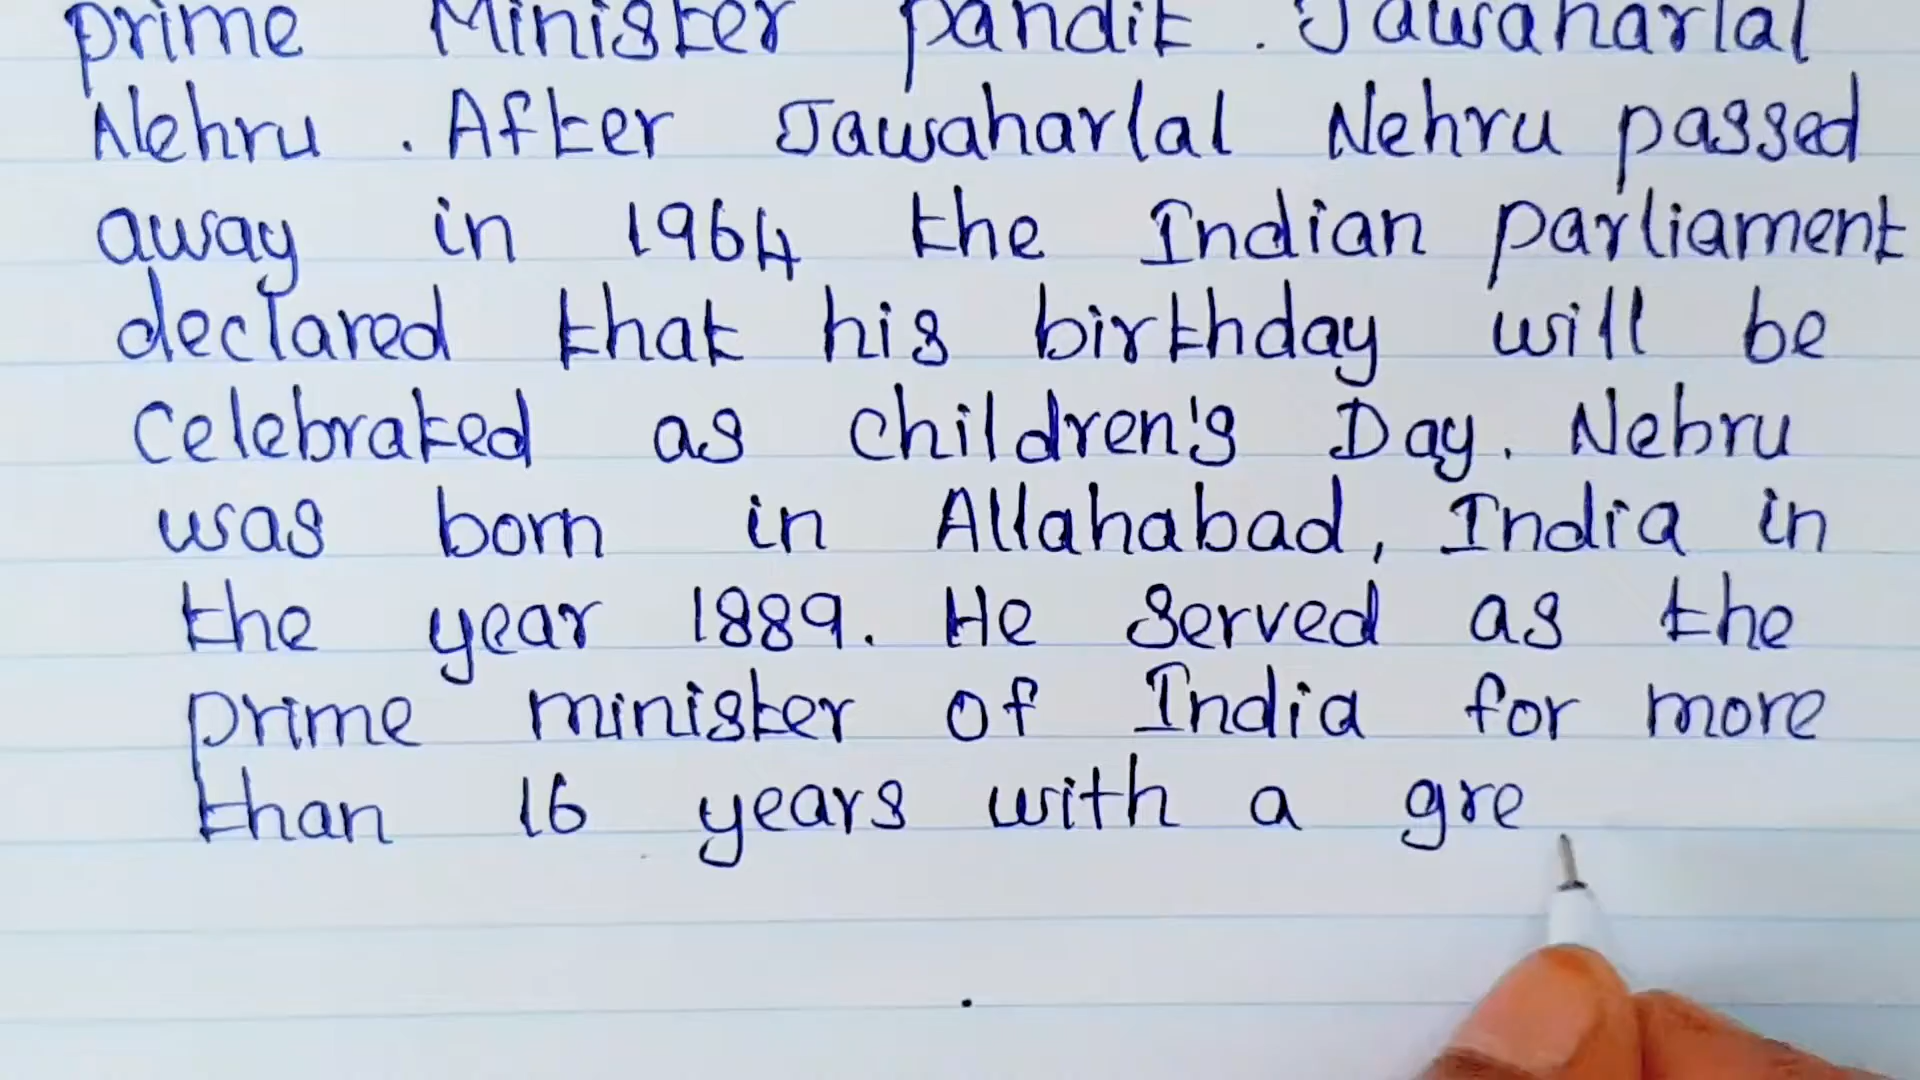 prime Minister pandit . Jawaharlal
Nehru . After Jawaharlal Nehru passed
away in 1964 the Indian parliament
declared that his birthday will be
celebrated as children's Day. Nehru
was born in Allahabad, India in
the year 1889. He served as the
prime minister of India for more
than 16 years with a gre